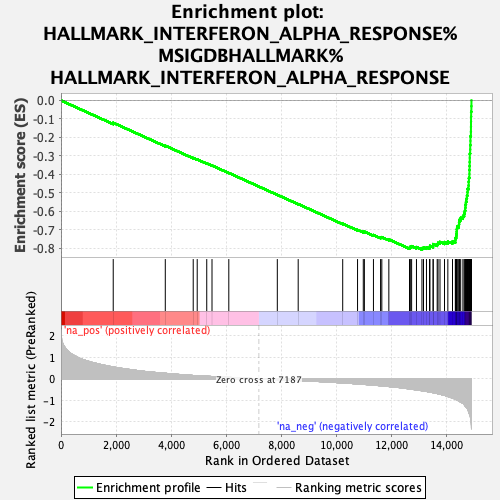 Enrichment plot:
HALLMARK_INTERFERON_ALPHA_RESPONSE%
MSIGDBHALLMARK%
HALLMARK_INTERFERON_ALPHA_RESPONSE
Enrichment score (ES)
0.0
-0.1
-0.2
-0.3
-0.4
-0.5
-0.6
-0.7
-0.8
'na_pos' (positively correlated)
Ranked list metric (PreRanked)
2
1
0
-1
-2
Zero cross at 7187
'na_neg' (negatively correlated)
0 2,000 4,000 6,000 8,000 10,000 12,000 14,000
Rank in Ordered Dataset
Enrichment profile Hits Ranking metric scores